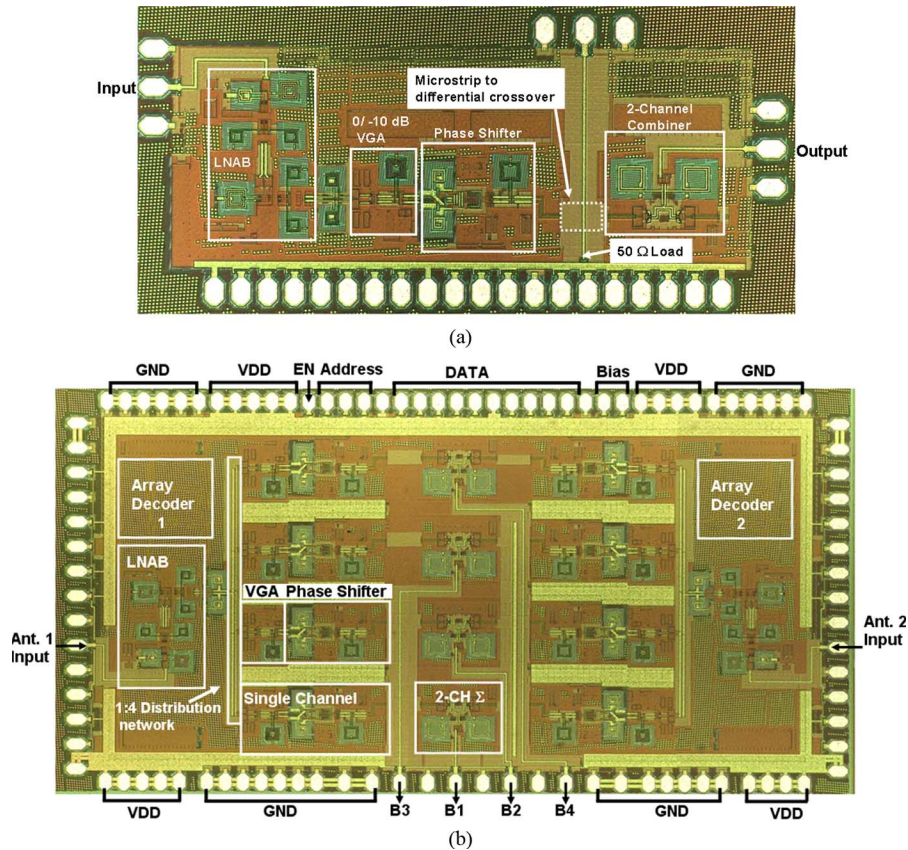 Input
LNAB
0/ -10 dB
VGA
Phase Shifter
Microstrip to
differential crossover
2-Channel
Combiner
Output
50 Ω Load
(a)
GND VDD EN Address DATA Bias VDD GND
Array
Decoder
1
Array
Decoder
2
LNAB
VGA Phase Shifter
Ant. 1
Input
Ant. 2
Input
1:4 Distribution
network
Single Channel
2-CH Σ
VDD GND B3 B1 B2 B4 GND VDD
(b)